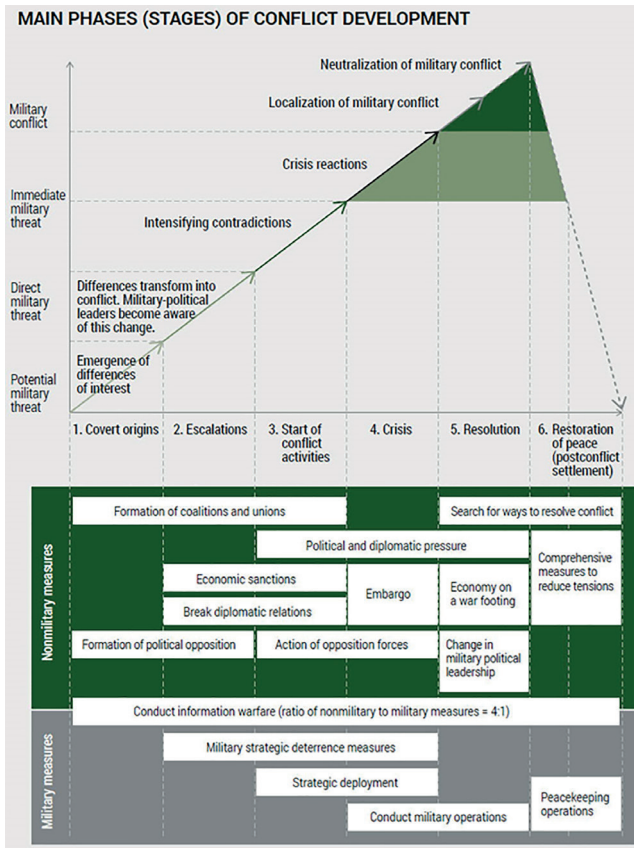 MAIN PHASES (STAGES) OF CONFLICT DEVELOPMENT
Neutralization of military conflict
Localization of military conflict
Military
conflict
Crisis reactions
Immediate
military
threat
Intensifying contradictions
Direct
military
threat
Differences transform into
conflict. Military-political
leaders become aware
of this change.
Emergence of
differences
of interest
Potential
military
threat
1. Covert origins
2. Escalations
3. Start of
conflict
activities
4. Crisis
5. Resolution
6. Restoration
of peace
(postconflict
settlement)
Nonmilitary measures
Formation of coalitions and unions
Search for ways to resolve conflict
Political and diplomatic pressure
Comprehensive
measures to
reduce tensions
Economic sanctions
Break diplomatic relations
Embargo
Economy on
a war footing
Formation of political opposition
Action of opposition forces
Change in
military political
leadership
Conduct information warfare (ratio of nonmilitary to military measures = 4:1)
Military measures
Military strategic deterrence measures
Strategic deployment
Conduct military operations
Peacekeeping
operations